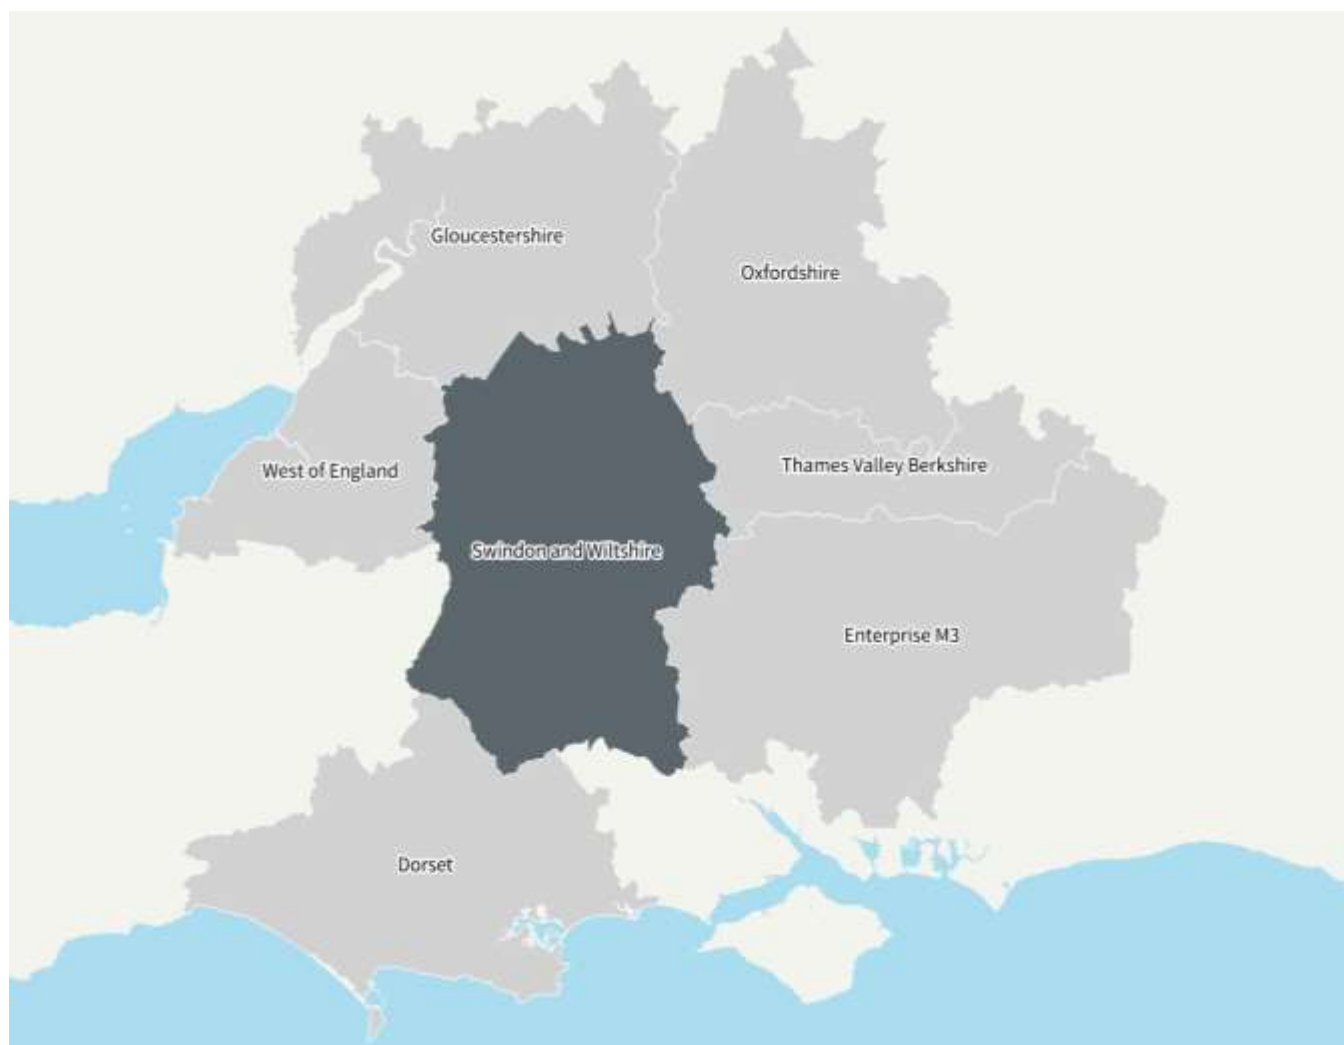 Gloucestershire
Oxfordshire
West of England
Thames Valley Berkshire
Swindon and Wiltshire
Enterprise M3
Dorset